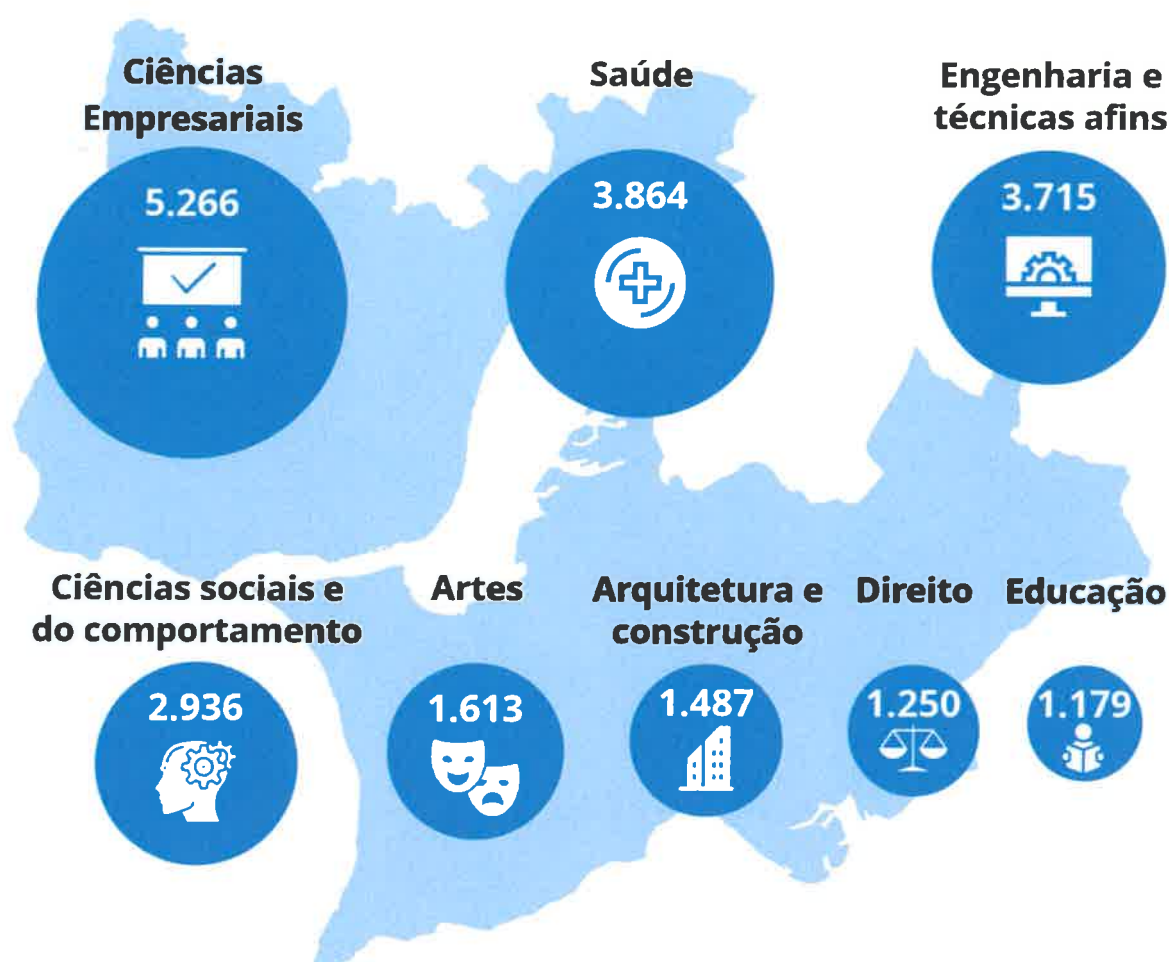 Ciências
Empresariais
5.266
Saúde
3.864
Engenharia e
técnicas afins
3.715
Ciências sociais e
do comportamento
2.936
Artes
1.613
Arquitetura e
construção
1.487
Direito
1.250
Educação
1.179